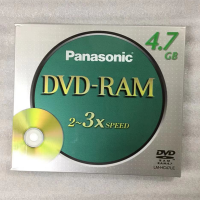 Panasonic
4.7
GB
DVD-RAM
2~3x SPEED
DVD
RAM